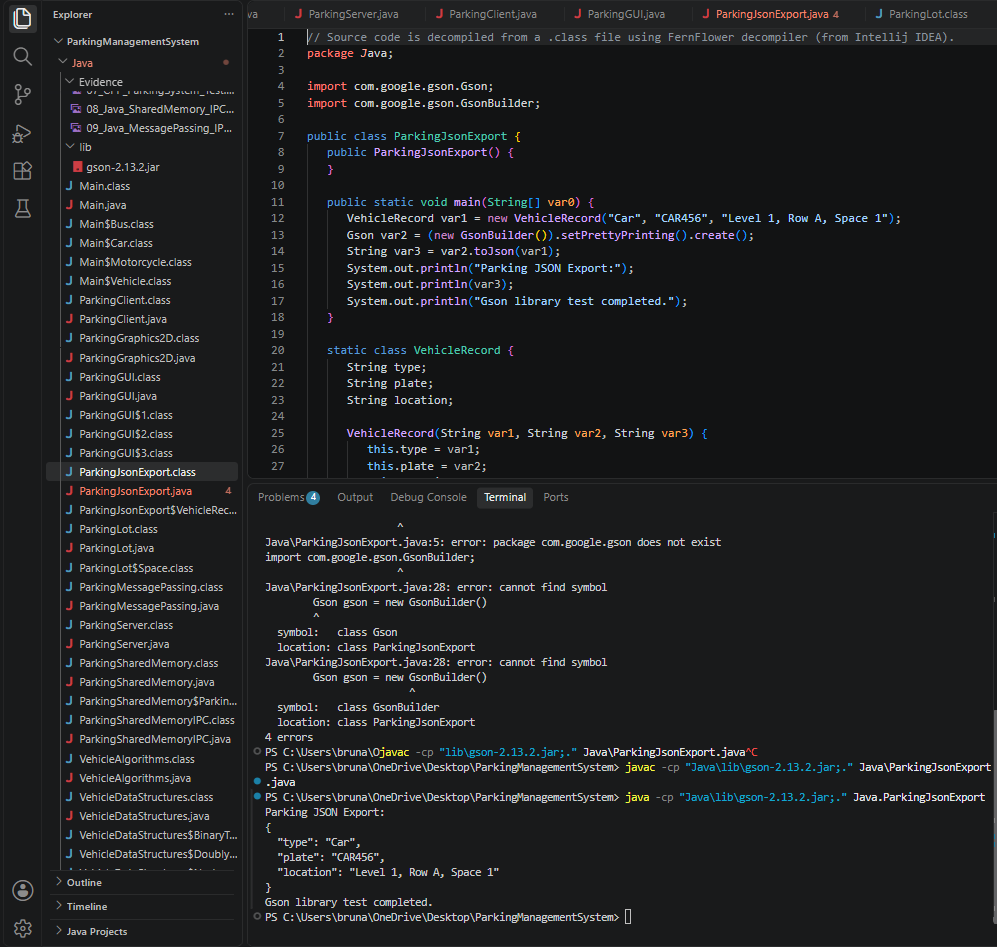 Explorer
ParkingManagementSystem
Java
Evidence
07_CPP_ParkingSystem_Test....
08_Java_SharedMemory_IPC...
09_Java_MessagePassing_IP...
lib
gson-2.13.2.jar
Main.class
Main.java
Main$Bus.class
Main$Car.class
Main$Motorcycle.class
Main$Vehicle.class
ParkingClient.class
ParkingClient.java
ParkingGraphics2D.class
ParkingGraphics2D.java
ParkingGUI.class
ParkingGUI.java
ParkingGUI$1.class
ParkingGUI$2.class
ParkingGUI$3.class
ParkingJsonExport.class
ParkingJsonExport.java 4
ParkingJsonExport$VehicleRec...
ParkingLot.class
ParkingLot.java
ParkingLot$Space.class
ParkingMessagePassing.class
ParkingMessagePassing.java
ParkingServer.class
ParkingServer.java
ParkingSharedMemory.class
ParkingSharedMemory.java
ParkingSharedMemory$Parkin...
ParkingSharedMemoryIPC.class
ParkingSharedMemoryIPC.java
VehicleAlgorithms.class
VehicleAlgorithms.java
VehicleDataStructures.class
VehicleDataStructures.java
VehicleDataStructures$BinaryT...
VehicleDataStructures$Doubly...
Outline
Timeline
Java Projects
va ParkingServer.java ParkingClient.java ParkingGUI.java ParkingJsonExport.java 4 ParkingLot.class
1 // Source code is decompiled from a .class file using FernFlower decompiler (from Intellij IDEA).
2 package Java;
3
4 import com.google.gson.Gson;
5 import com.google.gson.GsonBuilder;
6
7 public class ParkingJsonExport {
8 public ParkingJsonExport() {
9 }
10
11 public static void main(String[] var0) {
12 VehicleRecord var1 = new VehicleRecord("Car", "CAR456", "Level 1, Row A, Space 1");
13 Gson var2 = (new GsonBuilder()).setPrettyPrinting().create();
14 String var3 = var2.toJson(var1);
15 System.out.println("Parking JSON Export:");
16 System.out.println(var3);
17 System.out.println("Gson library test completed.");
18 }
19
20 static class VehicleRecord {
21 String type;
22 String plate;
23 String location;
24
25 VehicleRecord(String var1, String var2, String var3) {
26 this.type = var1;
27 this.plate = var2;
Problems 4 Output Debug Console Terminal Ports
^
Java\ParkingJsonExport.java:5: error: package com.google.gson does not exist
import com.google.gson.GsonBuilder;
^
Java\ParkingJsonExport.java:28: error: cannot find symbol
Gson gson = new GsonBuilder()
^
symbol: class Gson
location: class ParkingJsonExport
Java\ParkingJsonExport.java:28: error: cannot find symbol
Gson gson = new GsonBuilder()
^
symbol: class GsonBuilder
location: class ParkingJsonExport
4 errors
PS C:\Users\bruna\Ojavac -cp "lib\gson-2.13.2.jar;." Java\ParkingJsonExport.java^C
PS C:\Users\bruna\OneDrive\Desktop\ParkingManagementSystem> javac -cp "Java\lib\gson-2.13.2.jar;." Java\ParkingJsonExport
.java
PS C:\Users\bruna\OneDrive\Desktop\ParkingManagementSystem> java -cp "Java\lib\gson-2.13.2.jar;." Java.ParkingJsonExport
Parking JSON Export:
{
"type": "Car",
"plate": "CAR456",
"location": "Level 1, Row A, Space 1"
}
Gson library test completed.
PS C:\Users\bruna\OneDrive\Desktop\ParkingManagementSystem>